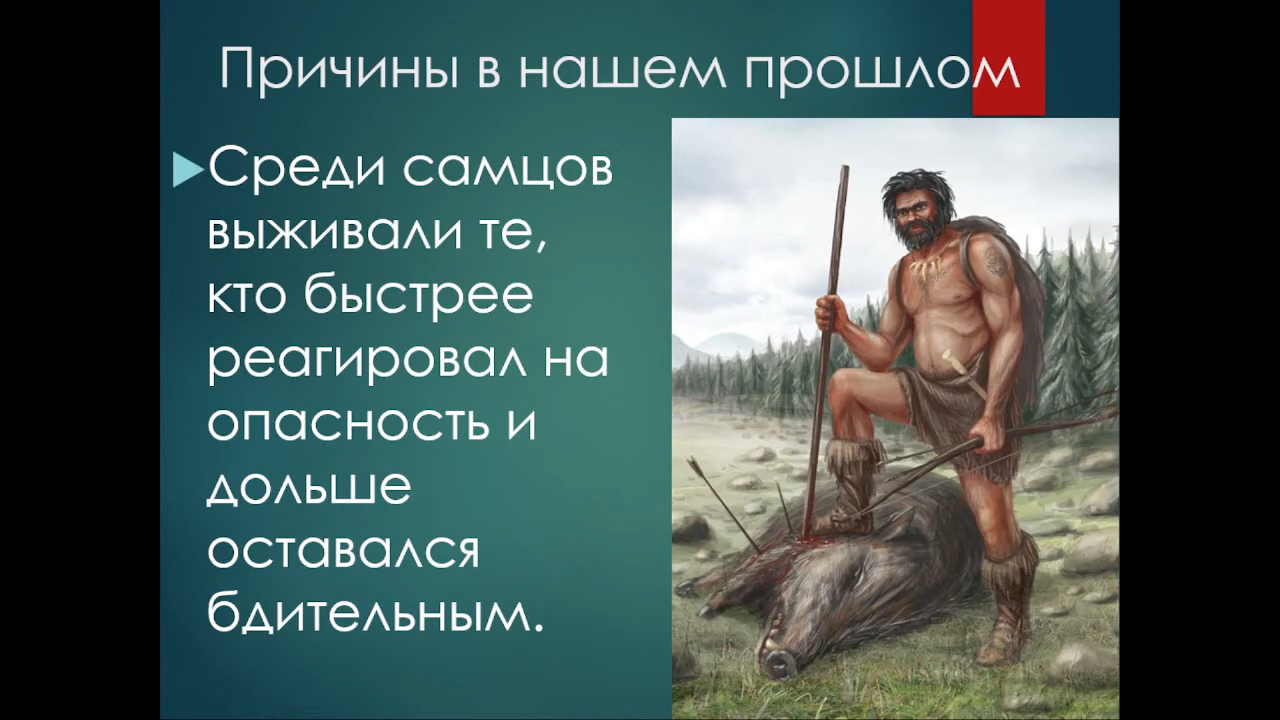 Причины в нашем прошлом
Среди самцов
выживали те,
кто быстрее
реагировал на
опасность и
дольше
оставался
бдительным.